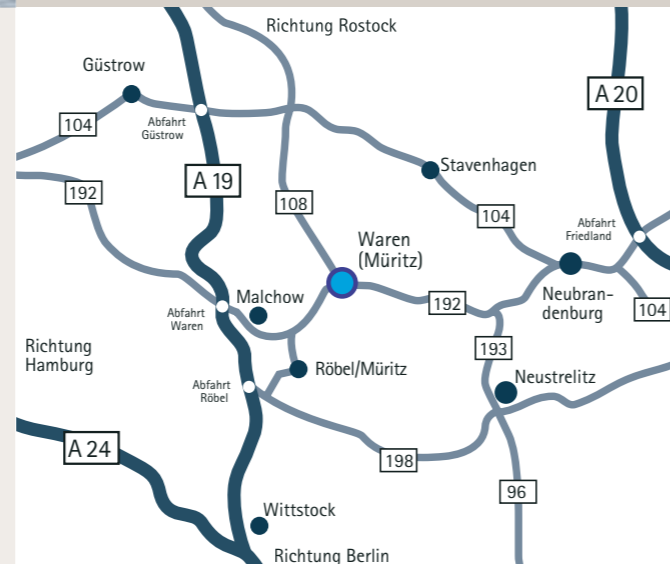 Richtung Rostock
Güstrow
A 20
104
Abfahrt
Güstrow
Stavenhagen
A 19
192
108
104
Abfahrt
Friedland
Waren
(Müritz)
Malchow
192
Neubran-
denburg
104
Abfahrt
Waren
193
Richtung
Hamburg
Röbel/Müritz
Neustrelitz
Abfahrt
Röbel
A 24
198
96
Wittstock
Richtung Berlin